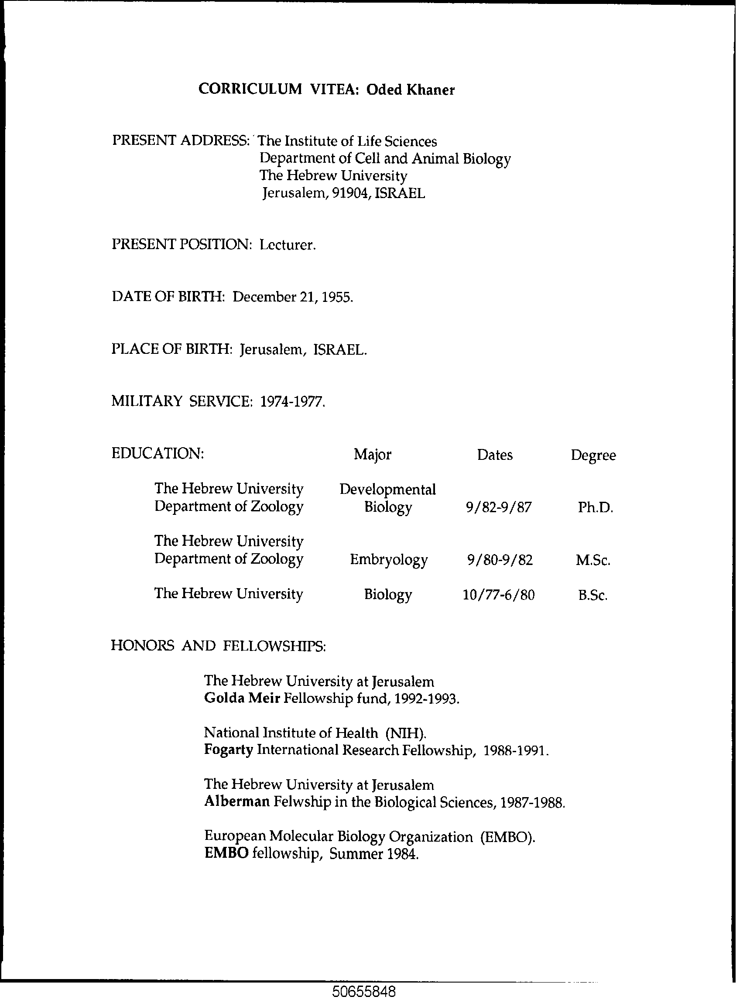 CORRICULUM VITEA: Oded Khaner
PRESENT ADDRESS: The Institute of Life Sciences
Department of Cell and Animal Biology
The Hebrew University
Jerusalem, 91904, ISRAEL
PRESENT POSITION: Lecturer.
DATE OF BIRTH: December 21, 1955.
PLACE OF BIRTH: Jerusalem, ISRAEL.
MILITARY SERVICE: 1974-1977.
EDUCATION: Major Dates Degree
The Hebrew University Developmental
Department of Zoology Biology 9/82-9/87 Ph.D.
The Hebrew University
Department of Zoology Embryology 9/80-9/82 M.Sc.
The Hebrew University Biology 10/77-6/80 B.Sc.
HONORS AND FELLOWSHIPS:
The Hebrew University at Jerusalem
Golda Meir Fellowship fund, 1992-1993.
National Institute of Health (NIH).
Fogarty International Research Fellowship, 1988-1991.
The Hebrew University at Jerusalem
Alberman Felwship in the Biological Sciences, 1987-1988.
European Molecular Biology Organization (EMBO).
EMBO fellowship, Summer 1984.
50655848